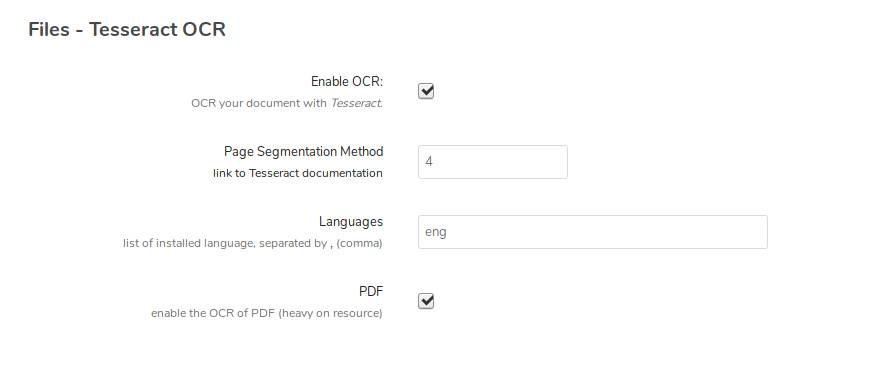 Files - Tesseract OCR
Enable OCR:
OCR your document with Tesseract.
Page Segmentation Method
link to Tesseract documentation
4
Languages
list of installed language, separated by , (comma)
eng
PDF
enable the OCR of PDF (heavy on resource)